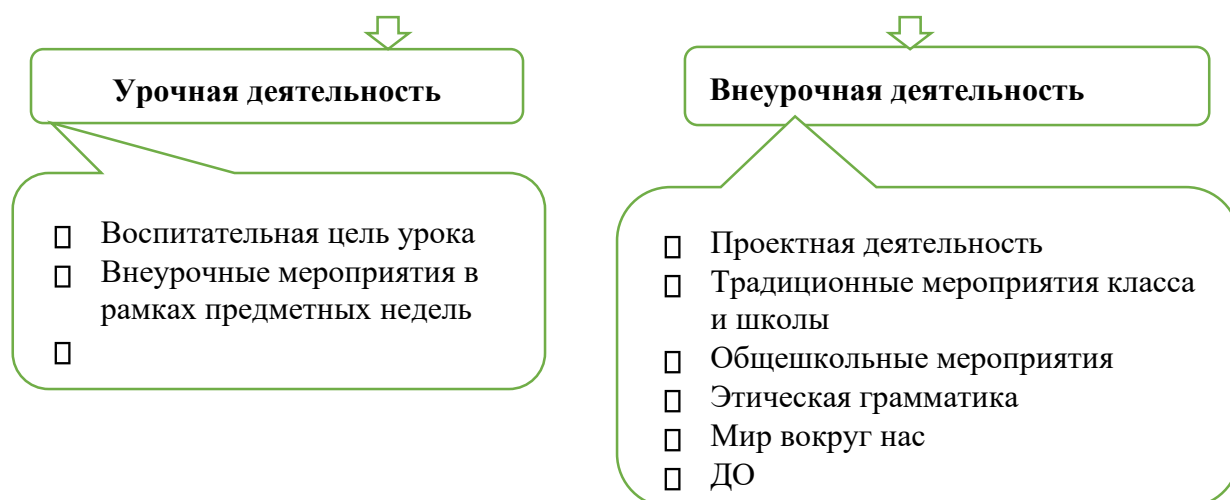 Урочная деятельность
Воспитательная цель урока
Внеурочные мероприятия в
рамках предметных недель
Внеурочная деятельность
Проектная деятельность
Традиционные мероприятия класса
и школы
Общешкольные мероприятия
Этическая грамматика
Мир вокруг нас
ДО